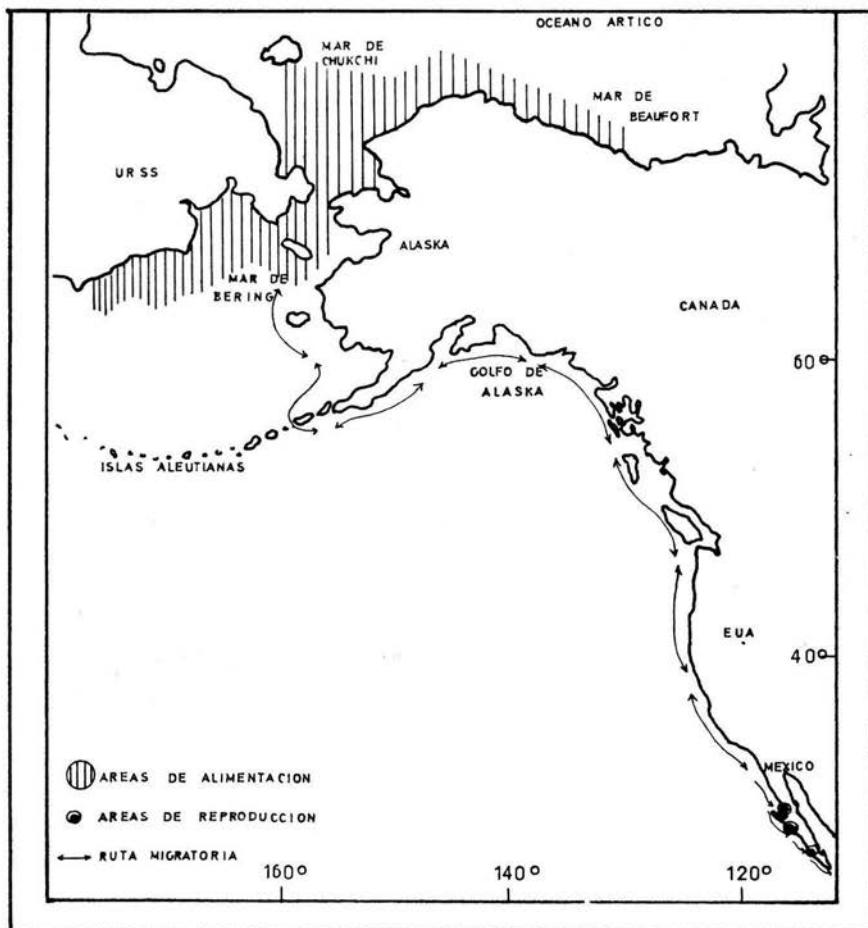 OCEANO ARTICO
MAR DE
CHUKCHI
MAR DE
BEAUFORT
URSS
ALASKA
MAR DE
BERING
CANADA
60°
GOLFO DE
ALASKA
ISLAS ALEUTIANAS
EUA
40°
MEXICO
AREAS DE ALIMENTACION
AREAS DE REPRODUCCION
RUTA MIGRATORIA
160°
140°
120°